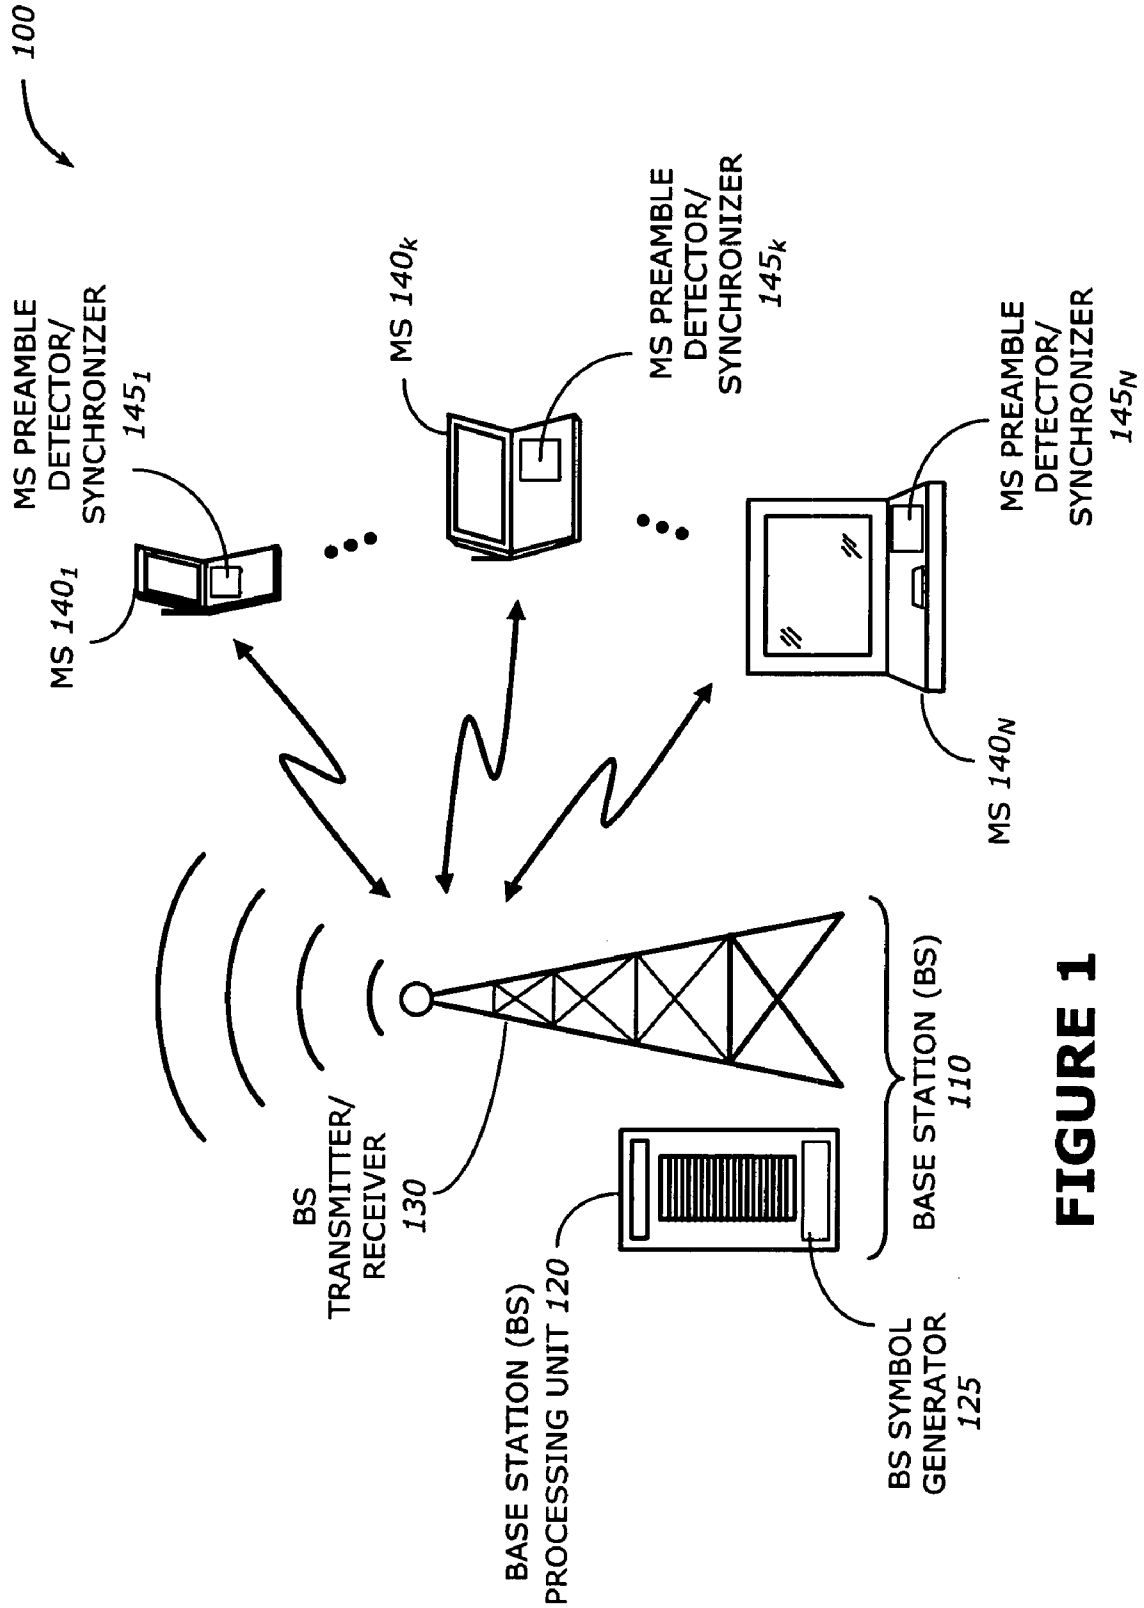 100
MS PREAMBLE
DETECTOR/
SYNCHRONIZER
145₁
MS 140₁
MS 140ₖ
MS PREAMBLE
DETECTOR/
SYNCHRONIZER
145ₖ
MS PREAMBLE
DETECTOR/
SYNCHRONIZER
145N
MS 140N
BS
TRANSMITTER/
RECEIVER
130
BASE STATION (BS)
PROCESSING UNIT 120
BS SYMBOL
GENERATOR
125
BASE STATION (BS)
110
FIGURE 1